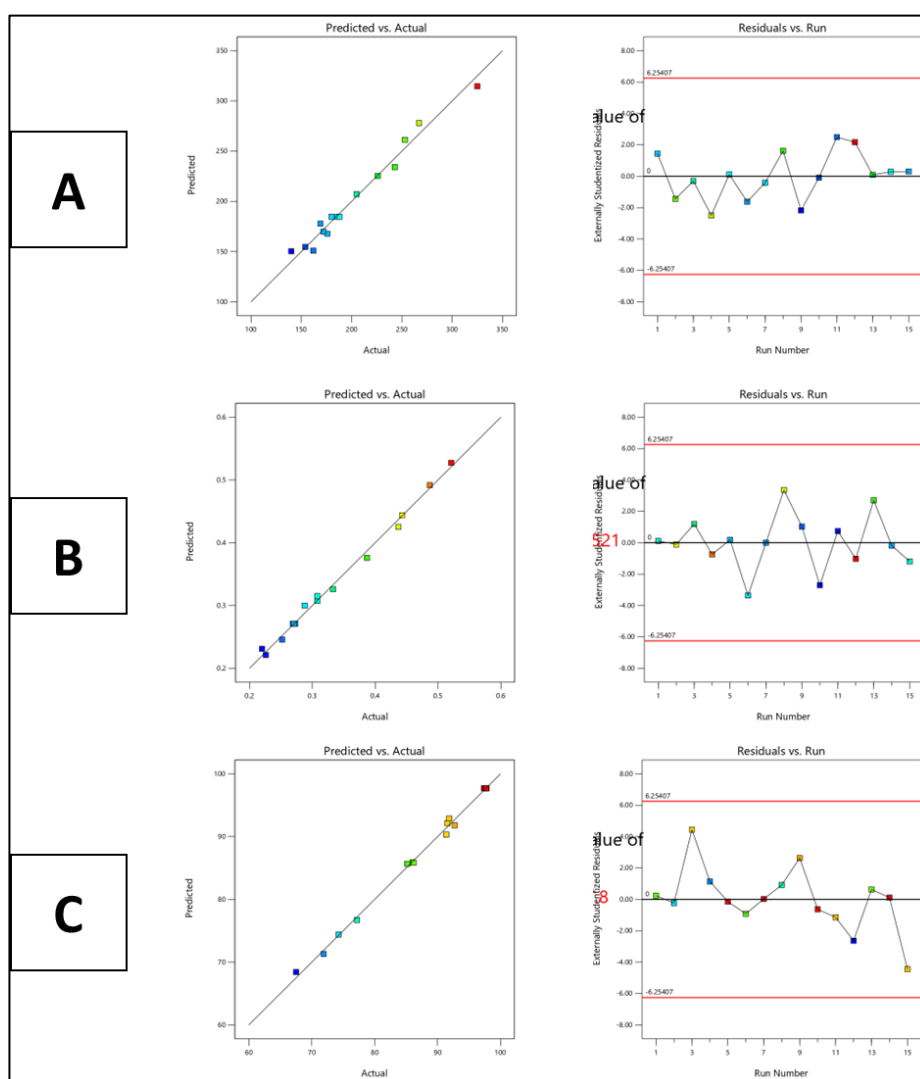 A
Predicted vs. Actual
350
300
250
200
150
100
Predicted
100 150 200 250 300 350
Actual
Residuals vs. Run
8.00
6.00
4.00
2.00
0.00
-2.00
-4.00
-6.00
-8.00
6.25407
0
-6.25407
alue of
Externally Studentized Residuals
1 3 5 7 9 11 13 15
Run Number
B
Predicted vs. Actual
0.6
0.5
0.4
0.3
0.2
Predicted
0.2 0.3 0.4 0.5 0.6
Actual
Residuals vs. Run
8.00
6.00
4.00
2.00
0.00
-2.00
-4.00
-6.00
-8.00
6.25407
0
-6.25407
alue of
521
Externally Studentized Residuals
1 3 5 7 9 11 13 15
Run Number
C
Predicted vs. Actual
100
90
80
70
60
Predicted
60 70 80 90 100
Actual
Residuals vs. Run
8.00
6.00
4.00
2.00
0.00
-2.00
-4.00
-6.00
-8.00
6.25407
0
-6.25407
alue of
8
Externally Studentized Residuals
1 3 5 7 9 11 13 15
Run Number